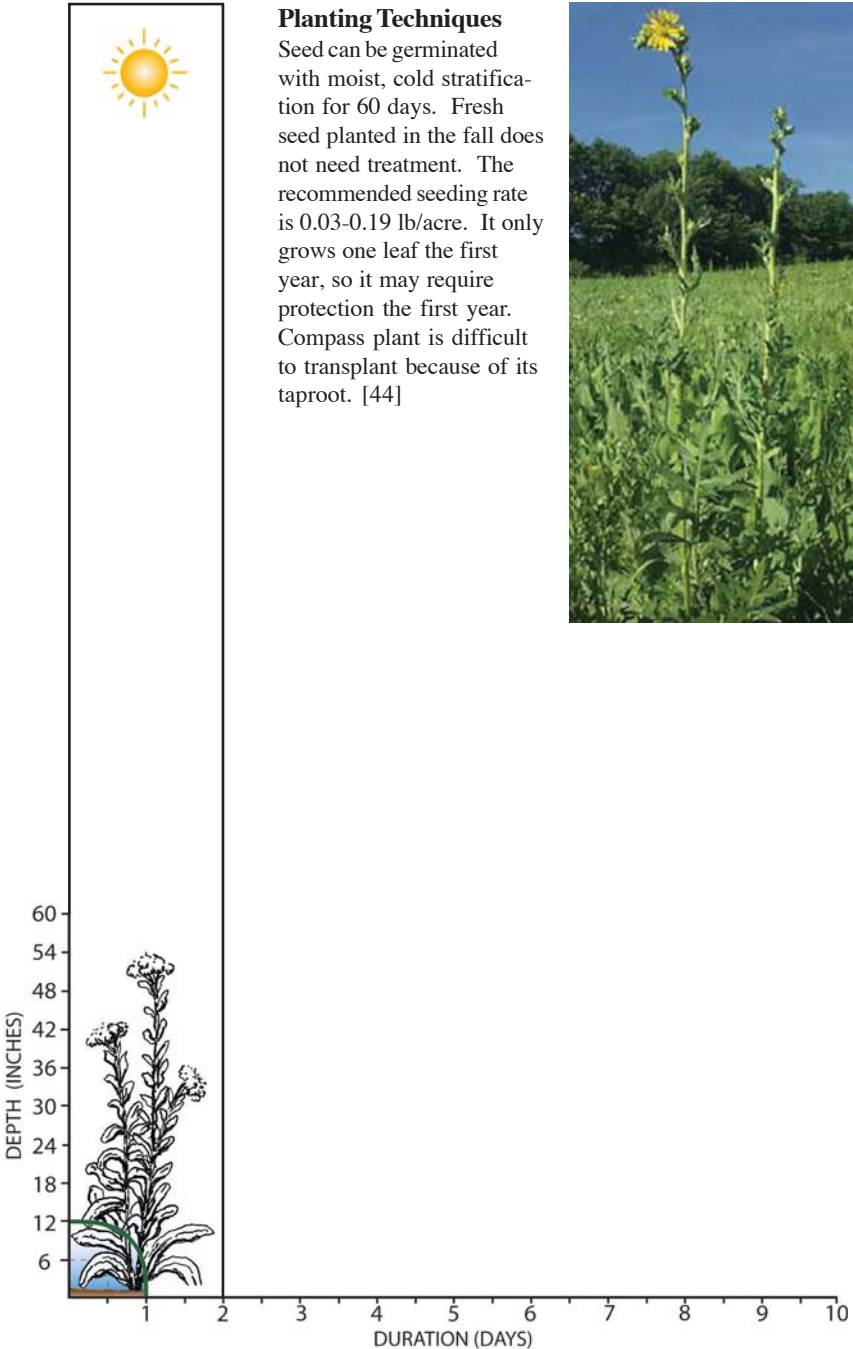 Planting Techniques
Seed can be germinated
with moist, cold stratifica-
tion for 60 days. Fresh
seed planted in the fall does
not need treatment. The
recommended seeding rate
is 0.03-0.19 lb/acre. It only
grows one leaf the first
year, so it may require
protection the first year.
Compass plant is difficult
to transplant because of its
taproot. [44]
60
54
48
42
36
30
24
18
12
6
DEPTH (INCHES)
1 2 3 4 5 6 7 8 9 10
DURATION (DAYS)